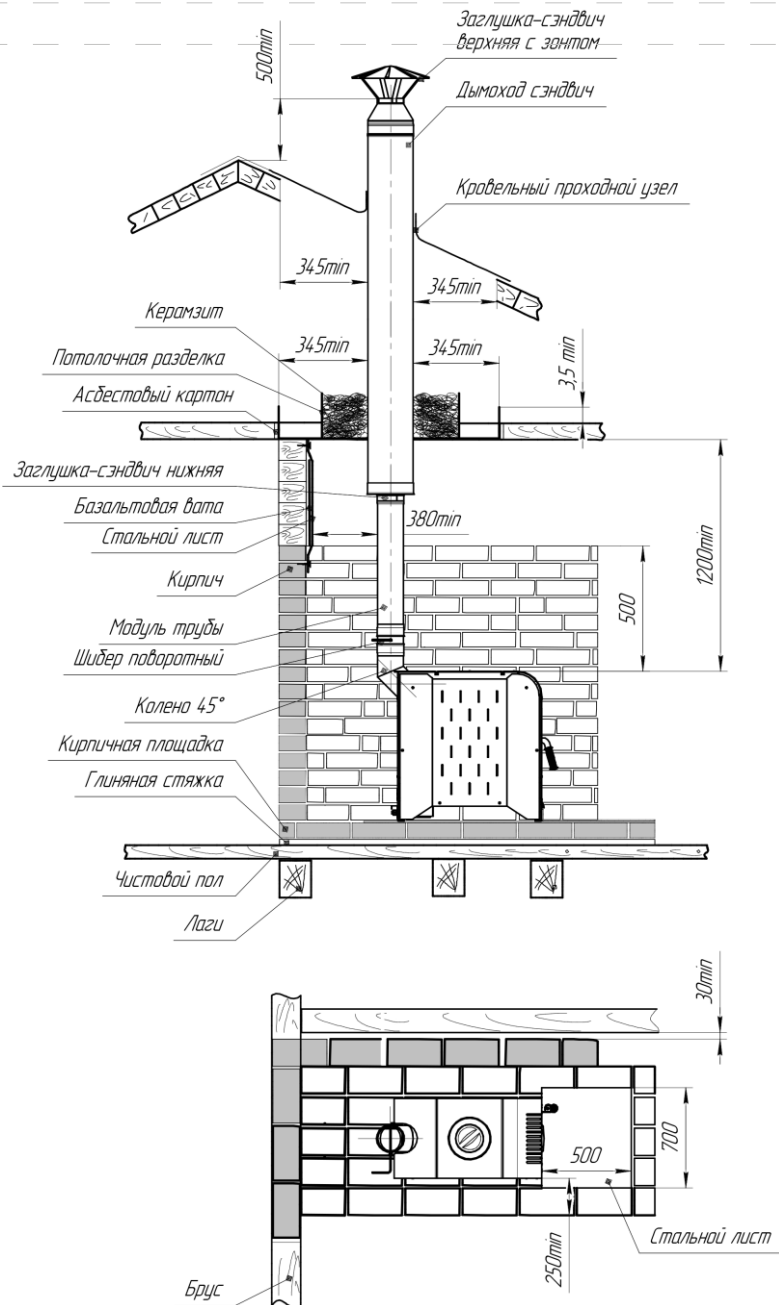 Заглушка-сэндвич
верхняя с зонтом
500min
Дымоход сэндвич
Кровельный проходной узел
345min
345min
Керамзит
345min
345min
3,5 min
Потолочная разделка
Асбестовый картон
Заглушка-сэндвич нижняя
Базальтовая вата
380min
Стальной лист
1200min
Кирпич
500
Модуль трубы
Шибер поворотный
Колено 45°
Кирпичная площадка
Глиняная стяжка
Чистовой пол
Лаги
30min
700
500
Стальной лист
250min
Брус